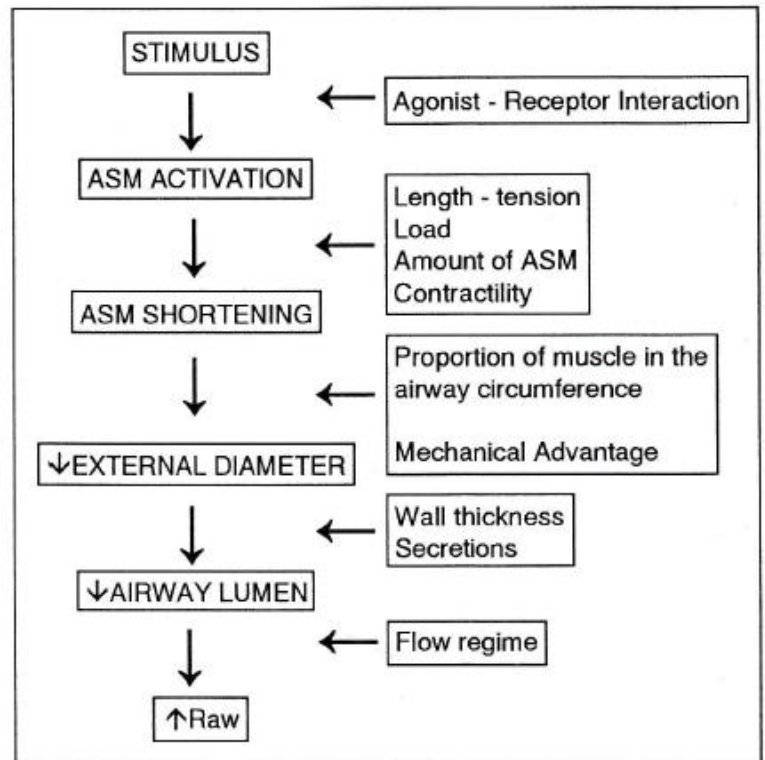 STIMULUS
Agonist - Receptor Interaction
ASM ACTIVATION
Length - tension
Load
Amount of ASM
Contractility
ASM SHORTENING
Proportion of muscle in the
airway circumference
Mechanical Advantage
↓EXTERNAL DIAMETER
Wall thickness
Secretions
↓AIRWAY LUMEN
Flow regime
↑Raw